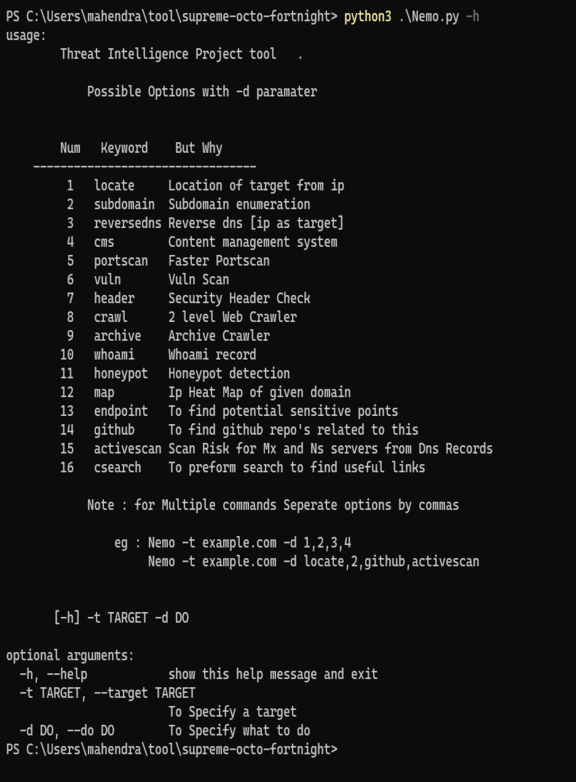 PS C:\Users\mahendra\tool\supreme-octo-fortnight> python3 .\Nemo.py -h
usage:
Threat Intelligence Project tool   .
Possible Options with -d paramater
Num   Keyword    But Why
---------------------------------
1   locate     Location of target from ip
2   subdomain  Subdomain enumeration
3   reversedns Reverse dns [ip as target]
4   cms        Content management system
5   portscan   Faster Portscan
6   vuln       Vuln Scan
7   header     Security Header Check
8   crawl      2 level Web Crawler
9   archive    Archive Crawler
10   whoami     Whoami record
11   honeypot   Honeypot detection
12   map        Ip Heat Map of given domain
13   endpoint   To find potential sensitive points
14   github     To find github repo's related to this
15   activescan Scan Risk for Mx and Ns servers from Dns Records
16   csearch    To preform search to find useful links
Note : for Multiple commands Seperate options by commas
eg : Nemo -t example.com -d 1,2,3,4
Nemo -t example.com -d locate,2,github,activescan
[-h] -t TARGET -d DO
optional arguments:
-h, --help            show this help message and exit
-t TARGET, --target TARGET
To Specify a target
-d DO, --do DO        To Specify what to do
PS C:\Users\mahendra\tool\supreme-octo-fortnight>